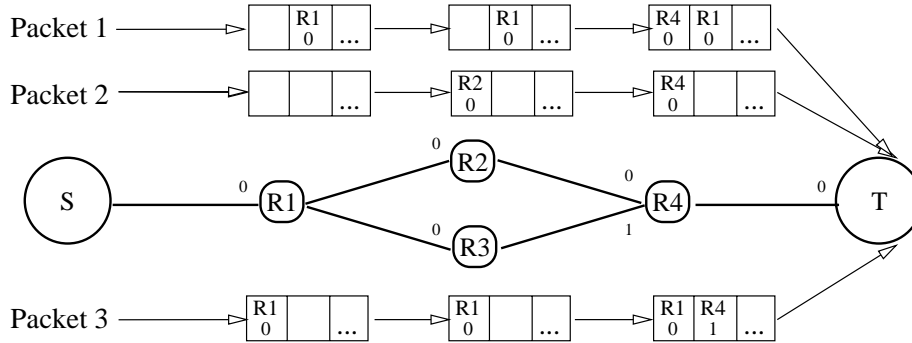 Packet 1 R1 0 ... R1 0 ... R4 0 R1 0 ...
Packet 2 ... R2 0 ... R4 0 ...
S 0 R1 0 R2 0 R3 0 1 R4 0 T
Packet 3 R1 0 ... R1 0 ... R1 0 R4 1 ...